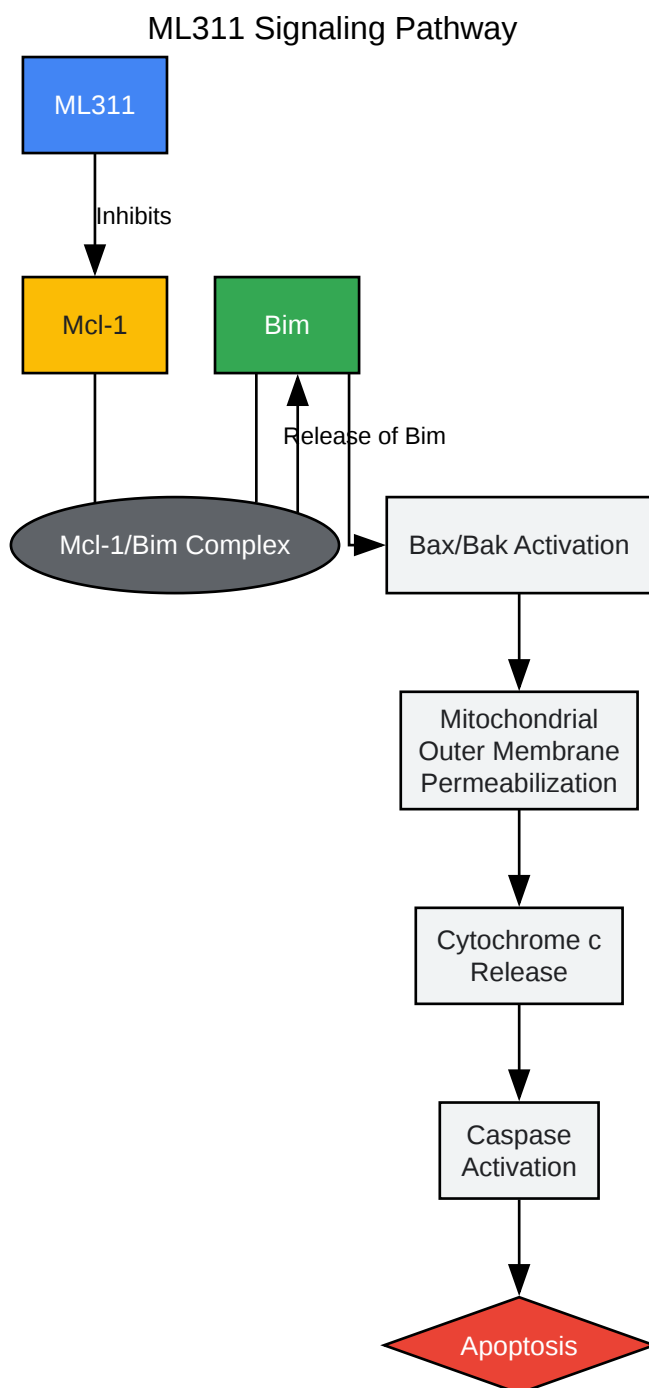 ML311 Signaling Pathway
ML311
Inhibits
Mcl-1
Bim
Release of Bim
Mcl-1/Bim Complex
Bax/Bak Activation
Mitochondrial
Outer Membrane
Permeabilization
Cytochrome c
Release
Caspase
Activation
Apoptosis